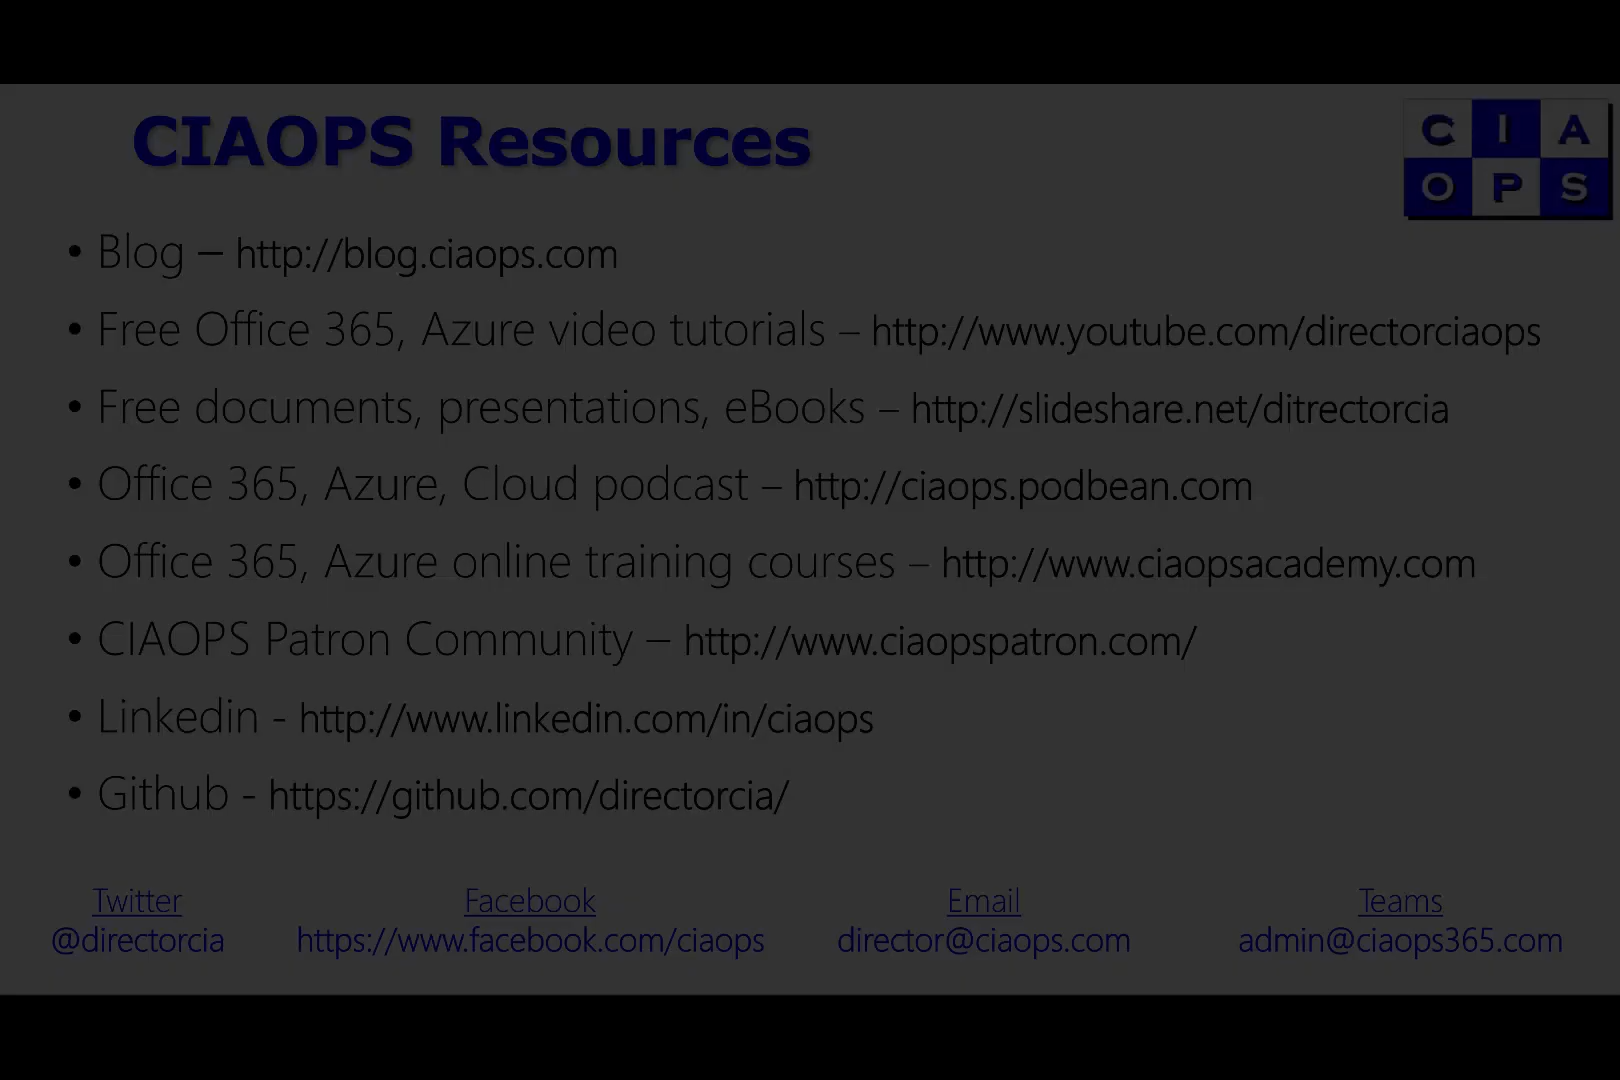 CIAOPS Resources
C I A
O P S
• Blog – http://blog.ciaops.com
• Free Office 365, Azure video tutorials – http://www.youtube.com/directorciaops
• Free documents, presentations, eBooks – http://slideshare.net/ditrectorcia
• Office 365, Azure, Cloud podcast – http://ciaops.podbean.com
• Office 365, Azure online training courses – http://www.ciaopsacademy.com
• CIAOPS Patron Community – http://www.ciaopspatron.com/
• Linkedin - http://www.linkedin.com/in/ciaops
• Github - https://github.com/directorcia/
Twitter Facebook Email Teams
@directorcia https://www.facebook.com/ciaops director@ciaops.com admin@ciaops365.com